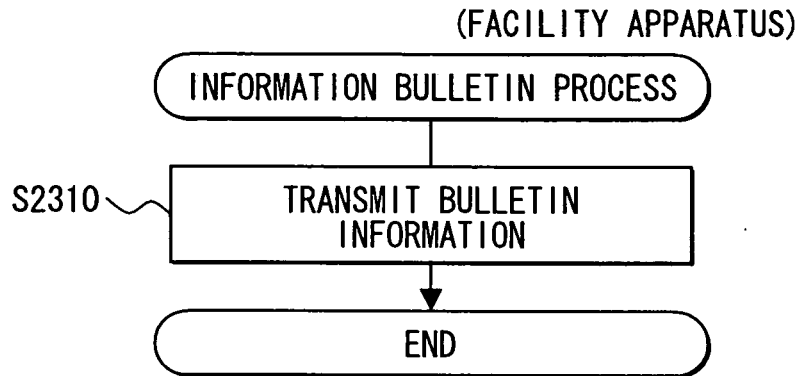 (FACILITY APPARATUS)
INFORMATION BULLETIN PROCESS
S2310
TRANSMIT BULLETIN
INFORMATION
END